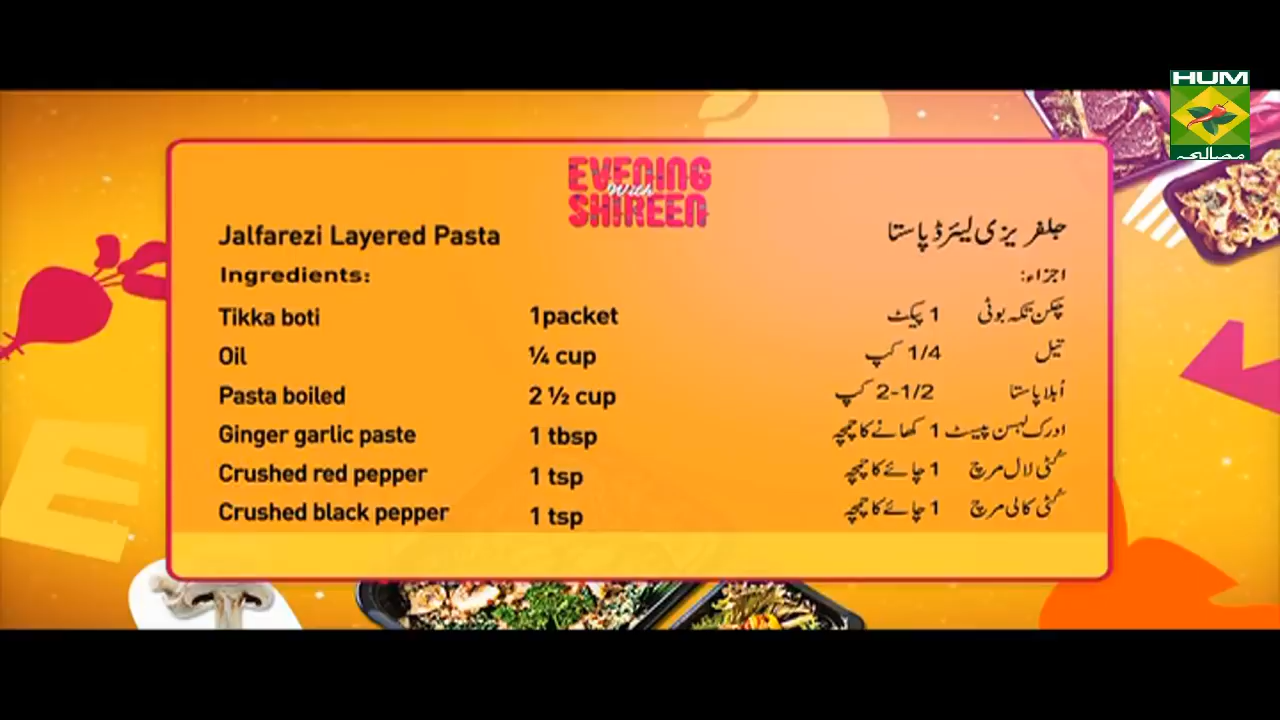 HUM
مصالحہ
EVENING
With
SHIREEN
Jalfarezi Layered Pasta جلفریزی لیئرڈ پاستا
Ingredients: اجزاء:
Tikka boti 1packet چکن تکہ بوٹی 1 پیکٹ
Oil ¼ cup تیل 1/4 کپ
Pasta boiled 2 ½ cup اُبلا پاستا 2-1/2 کپ
Ginger garlic paste 1 tbsp ادرک لہسن پیسٹ 1 کھانے کا چمچہ
Crushed red pepper 1 tsp کُٹی لال مرچ 1 چائے کا چمچہ
Crushed black pepper 1 tsp کُٹی کالی مرچ 1 چائے کا چمچہ